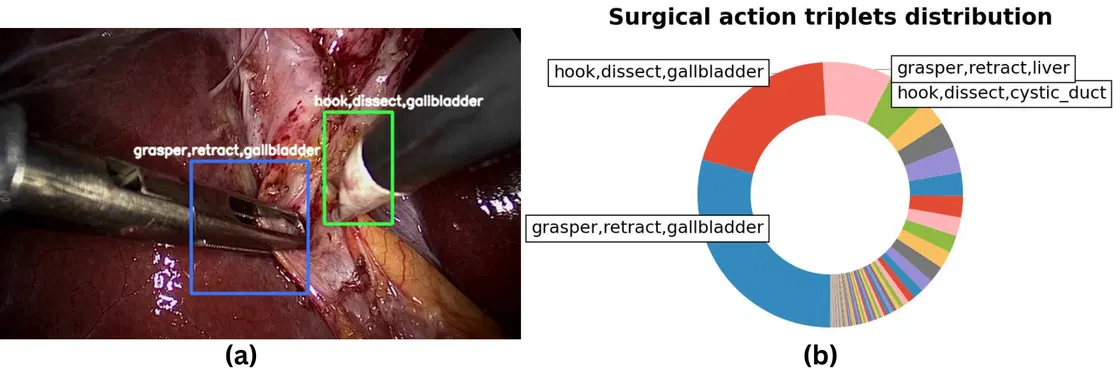 hook,dissect,gallbladder
grasper,retract,gallbladder
(a)
Surgical action triplets distribution
hook,dissect,gallbladder
grasper,retract,liver
hook,dissect,cystic_duct
grasper,retract,gallbladder
(b)